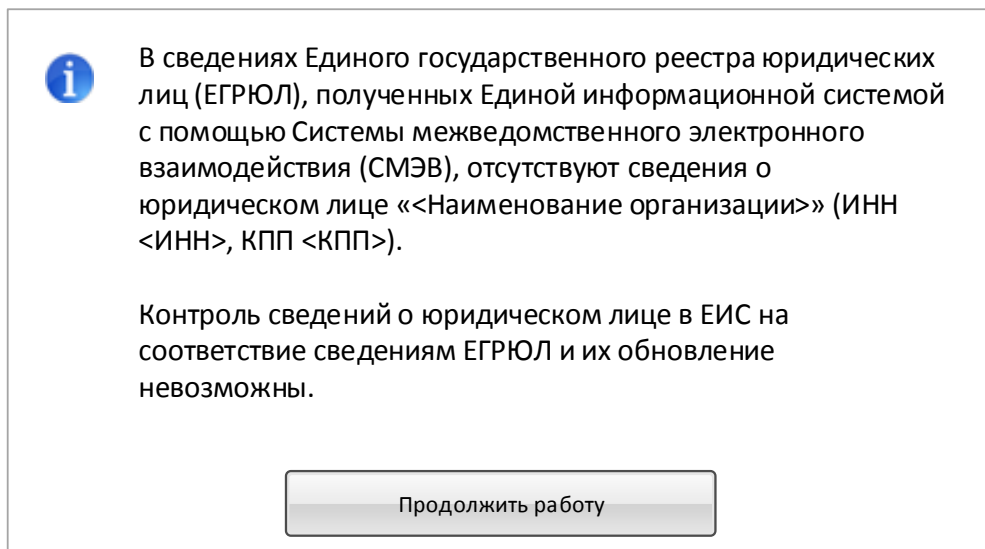 В сведениях Единого государственного реестра юридических
лиц (ЕГРЮЛ), полученных Единой информационной системой
с помощью Системы межведомственного электронного
взаимодействия (СМЭВ), отсутствуют сведения о
юридическом лице «<Наименование организации>» (ИНН
<ИНН>, КПП <КПП>).
Контроль сведений о юридическом лице в ЕИС на
соответствие сведениям ЕГРЮЛ и их обновление
невозможны.
Продолжить работу